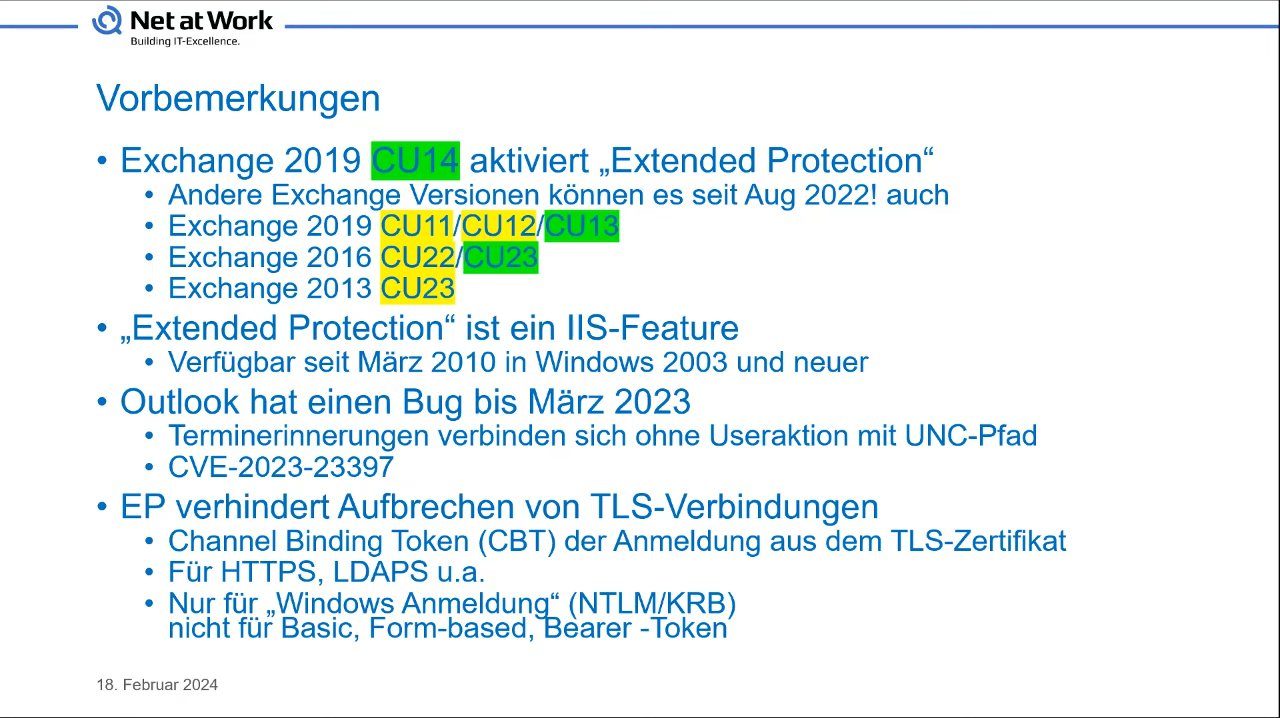 Net at Work
Building IT-Excellence.
Vorbemerkungen
• Exchange 2019 CU14 aktiviert „Extended Protection“
• Andere Exchange Versionen können es seit Aug 2022! auch
• Exchange 2019 CU11/CU12/CU13
• Exchange 2016 CU22/CU23
• Exchange 2013 CU23
• „Extended Protection“ ist ein IIS-Feature
• Verfügbar seit März 2010 in Windows 2003 und neuer
• Outlook hat einen Bug bis März 2023
• Terminerinnerungen verbinden sich ohne Useraktion mit UNC-Pfad
• CVE-2023-23397
• EP verhindert Aufbrechen von TLS-Verbindungen
• Channel Binding Token (CBT) der Anmeldung aus dem TLS-Zertifikat
• Für HTTPS, LDAPS u.a.
• Nur für „Windows Anmeldung“ (NTLM/KRB)
nicht für Basic, Form-based, Bearer -Token
18. Februar 2024